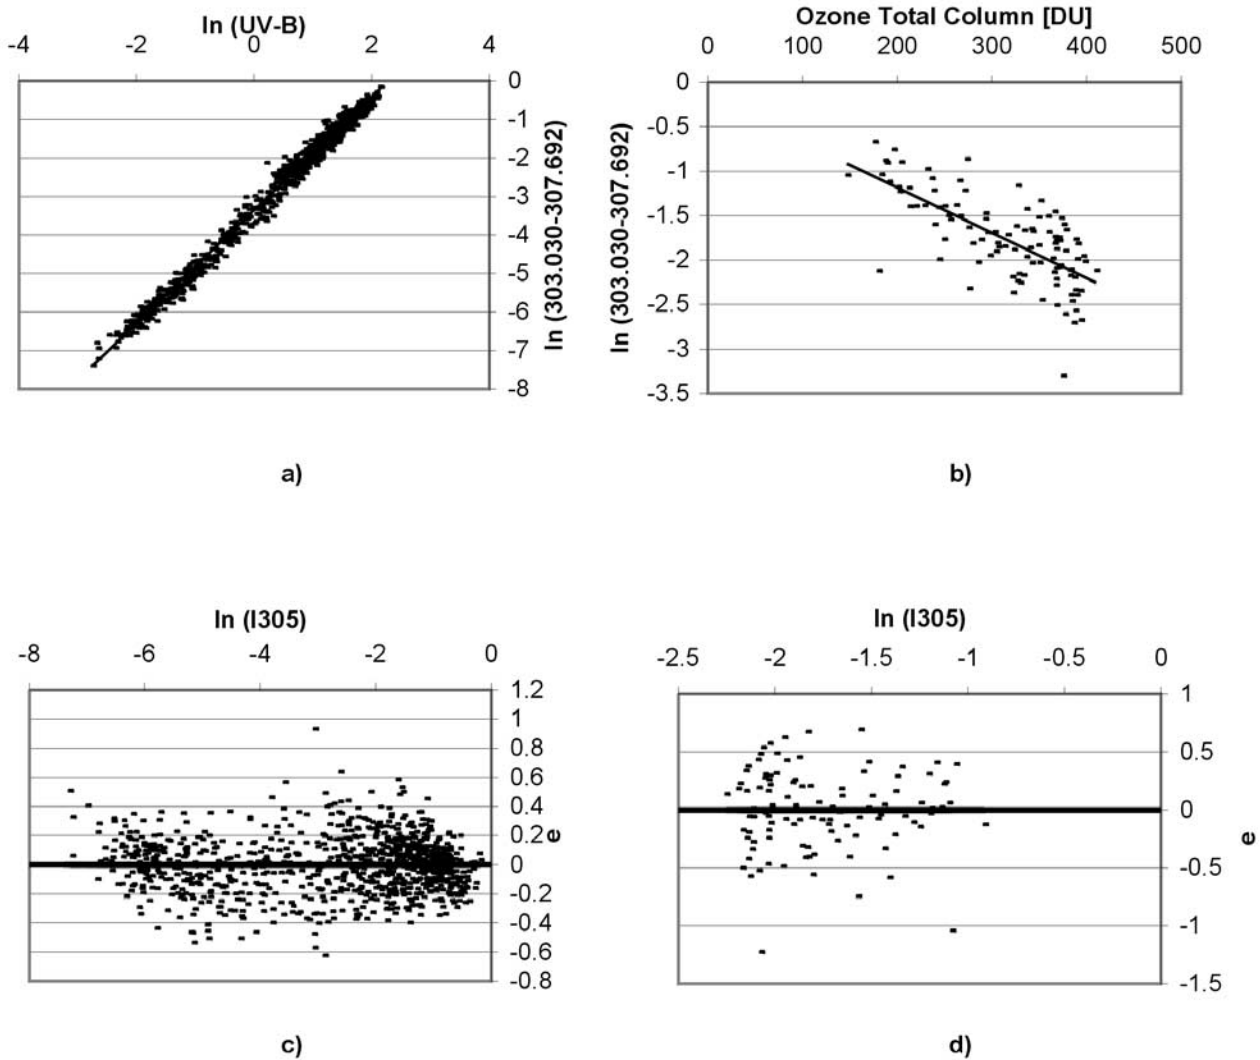 ln (UV-B)
-4 -2 0 2 4
0
-1
-2
-3
-4
-5
-6
-7
-8
ln (303.030-307.692)
a)
Ozone Total Column [DU]
0 100 200 300 400 500
0
-0.5
-1
-1.5
-2
-2.5
-3
-3.5
ln (303.030-307.692)
b)
ln (I305)
-8 -6 -4 -2 0
1.2
1
0.8
0.6
0.4
0.2
0
-0.2
-0.4
-0.6
-0.8
e
c)
ln (I305)
-2.5 -2 -1.5 -1 -0.5 0
1
0.5
0
-0.5
-1
-1.5
e
d)